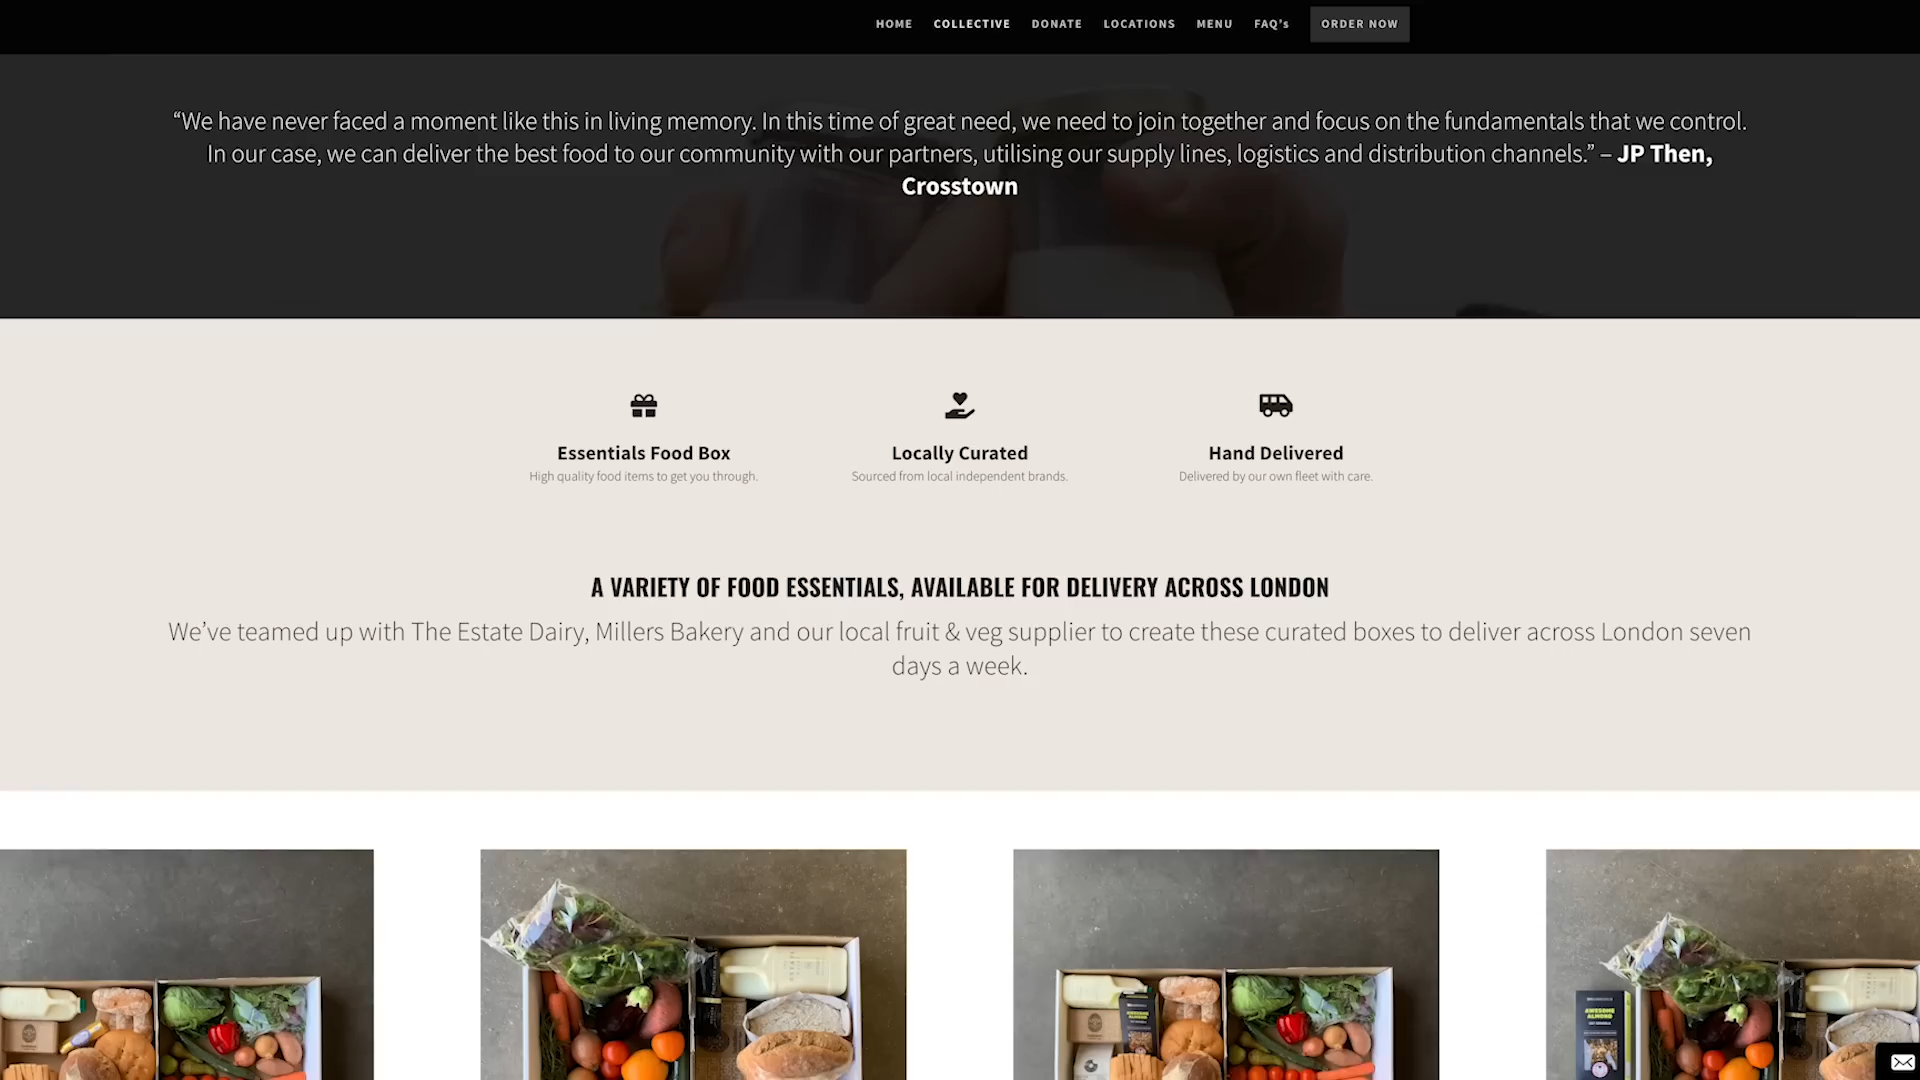 HOME COLLECTIVE DONATE LOCATIONS MENU FAQ's ORDER NOW
“We have never faced a moment like this in living memory. In this time of great need, we need to join together and focus on the fundamentals that we control.
In our case, we can deliver the best food to our community with our partners, utilising our supply lines, logistics and distribution channels.” – JP Then,
Crosstown
Essentials Food Box
High quality food items to get you through.
Locally Curated
Sourced from local independent brands.
Hand Delivered
Delivered by our own fleet with care.
A VARIETY OF FOOD ESSENTIALS, AVAILABLE FOR DELIVERY ACROSS LONDON
We’ve teamed up with The Estate Dairy, Millers Bakery and our local fruit & veg supplier to create these curated boxes to deliver across London seven
days a week.
AWESOME
ALMOND